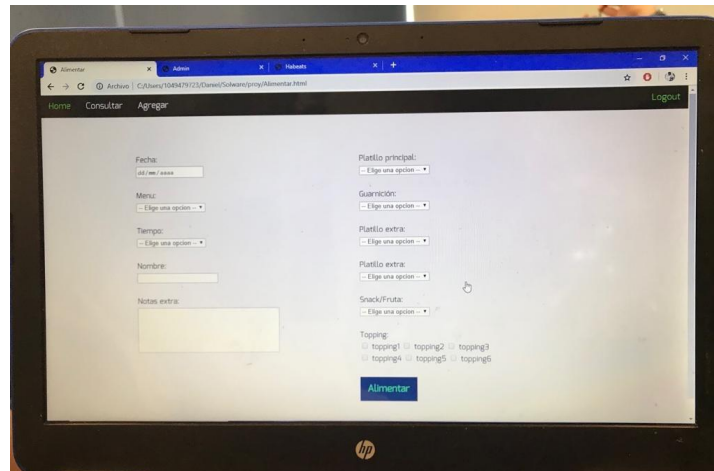 Alimentar × Admin × Habeats × +
Archivo | C:/Users/1049479723/Daniel/Solware/proy/Alimentar.html
Home Consultar Agregar Logout
Fecha:
dd/mm/aaaa
Menu:
-- Elige una opcion --
Tiempo:
-- Elige una opcion --
Nombre:
Notas extra:
Platillo principal:
-- Elige una opcion --
Guarnición:
-- Elige una opcion --
Platillo extra:
-- Elige una opcion --
Platillo extra:
-- Elige una opcion --
Snack/Fruta:
-- Elige una opcion --
Topping:
topping1 topping2 topping3
topping4 topping5 topping6
Alimentar
hp